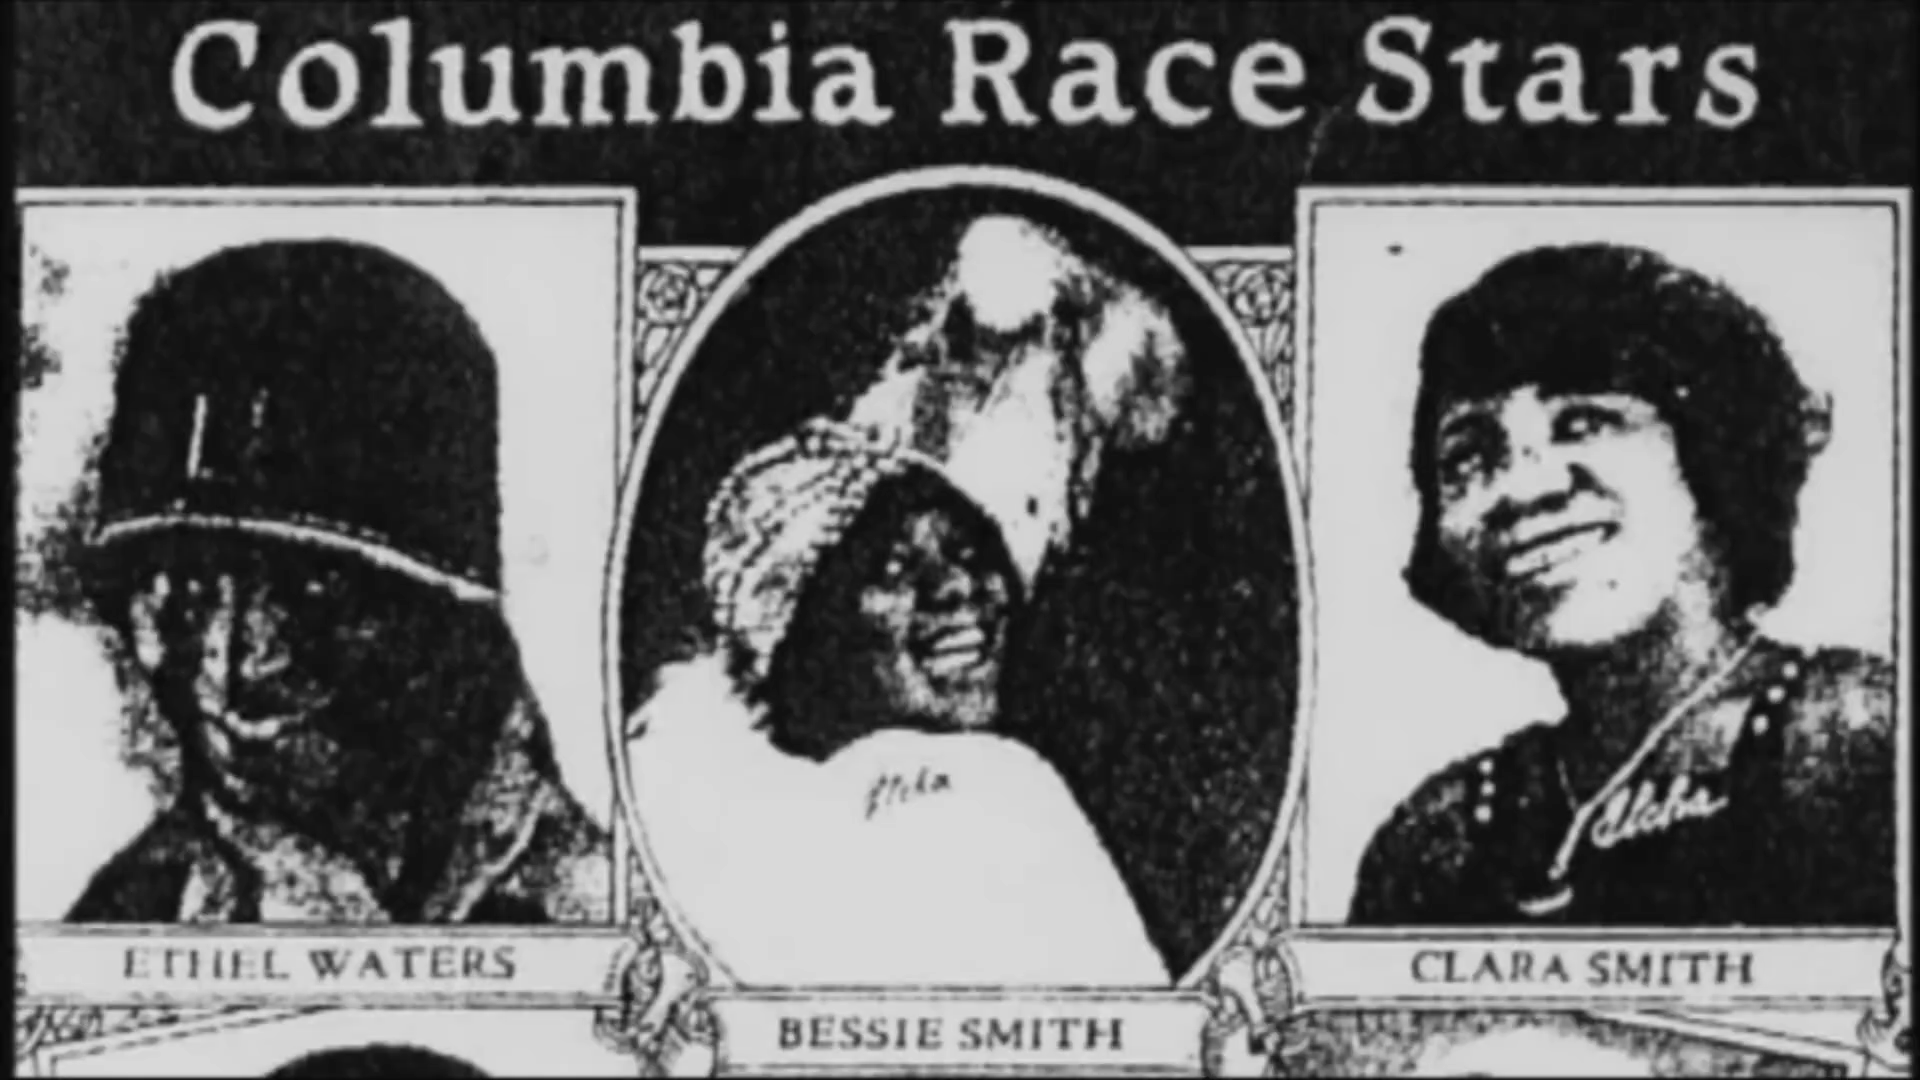 Columbia Race Stars
ETHEL WATERS
BESSIE SMITH
CLARA SMITH